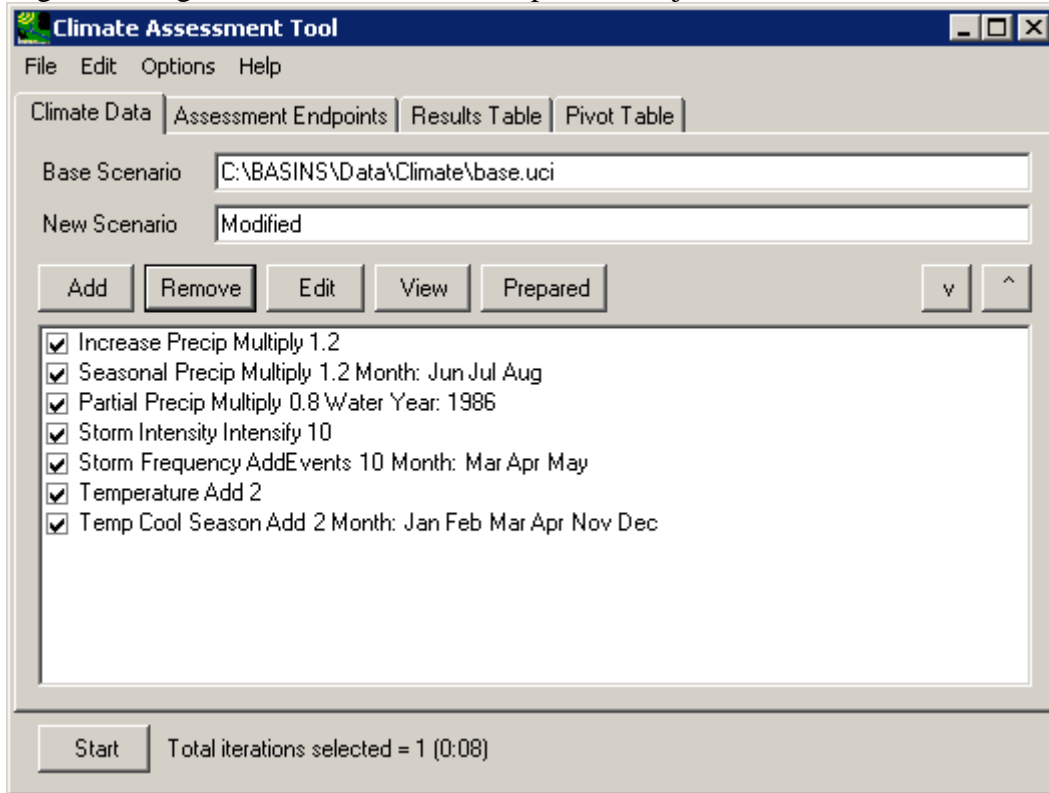 Climate Assessment Tool
File Edit Options Help
Climate Data Assessment Endpoints Results Table Pivot Table
Base Scenario C:\BASINS\Data\Climate\base.uci
New Scenario Modified
Add Remove Edit View Prepared v ^
Increase Precip Multiply 1.2
Seasonal Precip Multiply 1.2 Month: Jun Jul Aug
Partial Precip Multiply 0.8 Water Year: 1986
Storm Intensity Intensify 10
Storm Frequency AddEvents 10 Month: Mar Apr May
Temperature Add 2
Temp Cool Season Add 2 Month: Jan Feb Mar Apr Nov Dec
Start Total iterations selected = 1 (0:08)